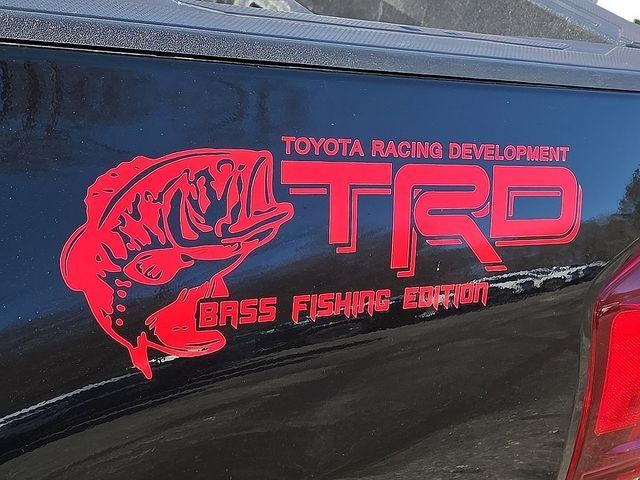 TOYOTA RACING DEVELOPMENT
TRD
BASS FISHING EDITION